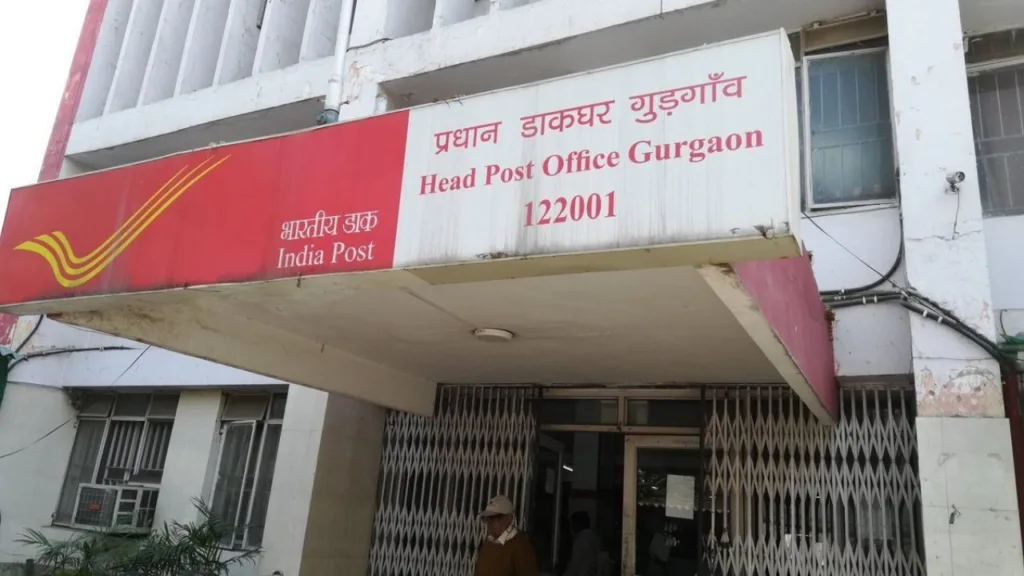 भारतीय डाक
India Post
प्रधान डाकघर गुड़गाँव
Head Post Office Gurgaon
122001